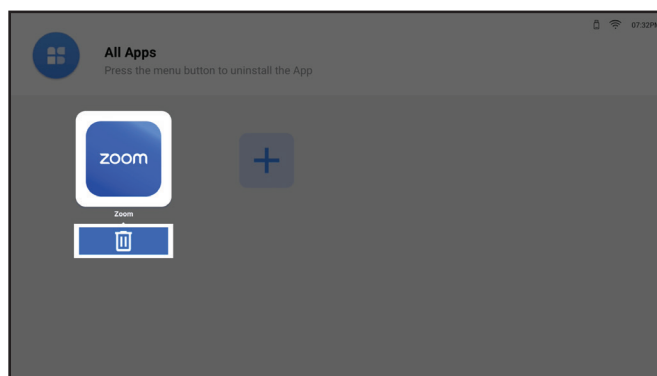 07:32PM
All Apps
Press the menu button to uninstall the App
zoom
Zoom